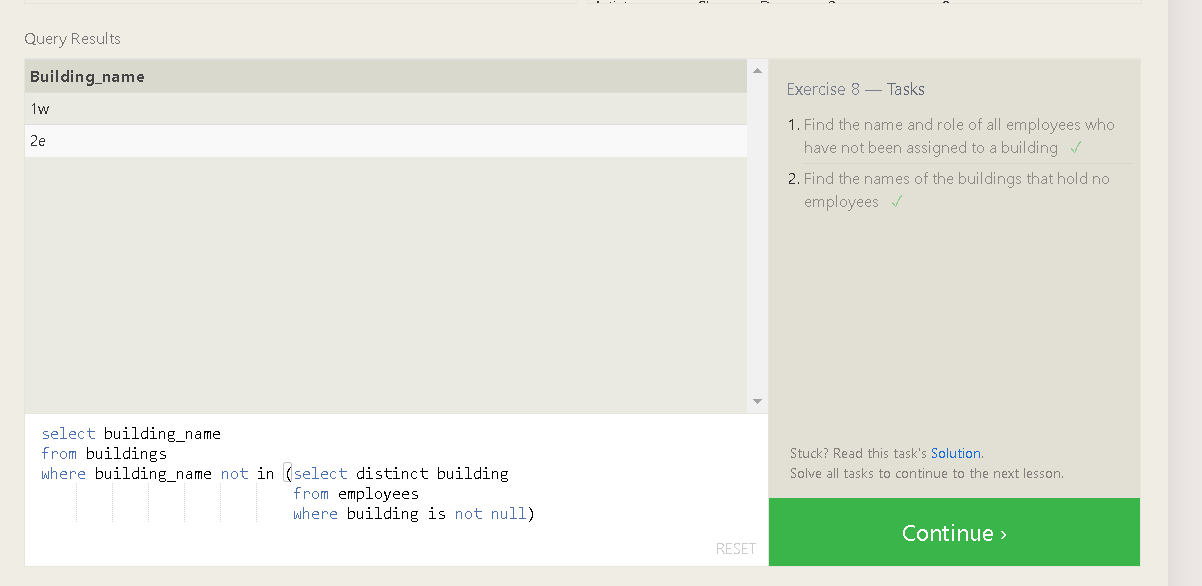 Query Results
Building_name
1w
2e
Exercise 8 — Tasks
1. Find the name and role of all employees who
have not been assigned to a building ✓
2. Find the names of the buildings that hold no
employees ✓
select building_name
from buildings
where building_name not in (select distinct building
from employees
where building is not null)
RESET
Stuck? Read this task's Solution.
Solve all tasks to continue to the next lesson.
Continue ›